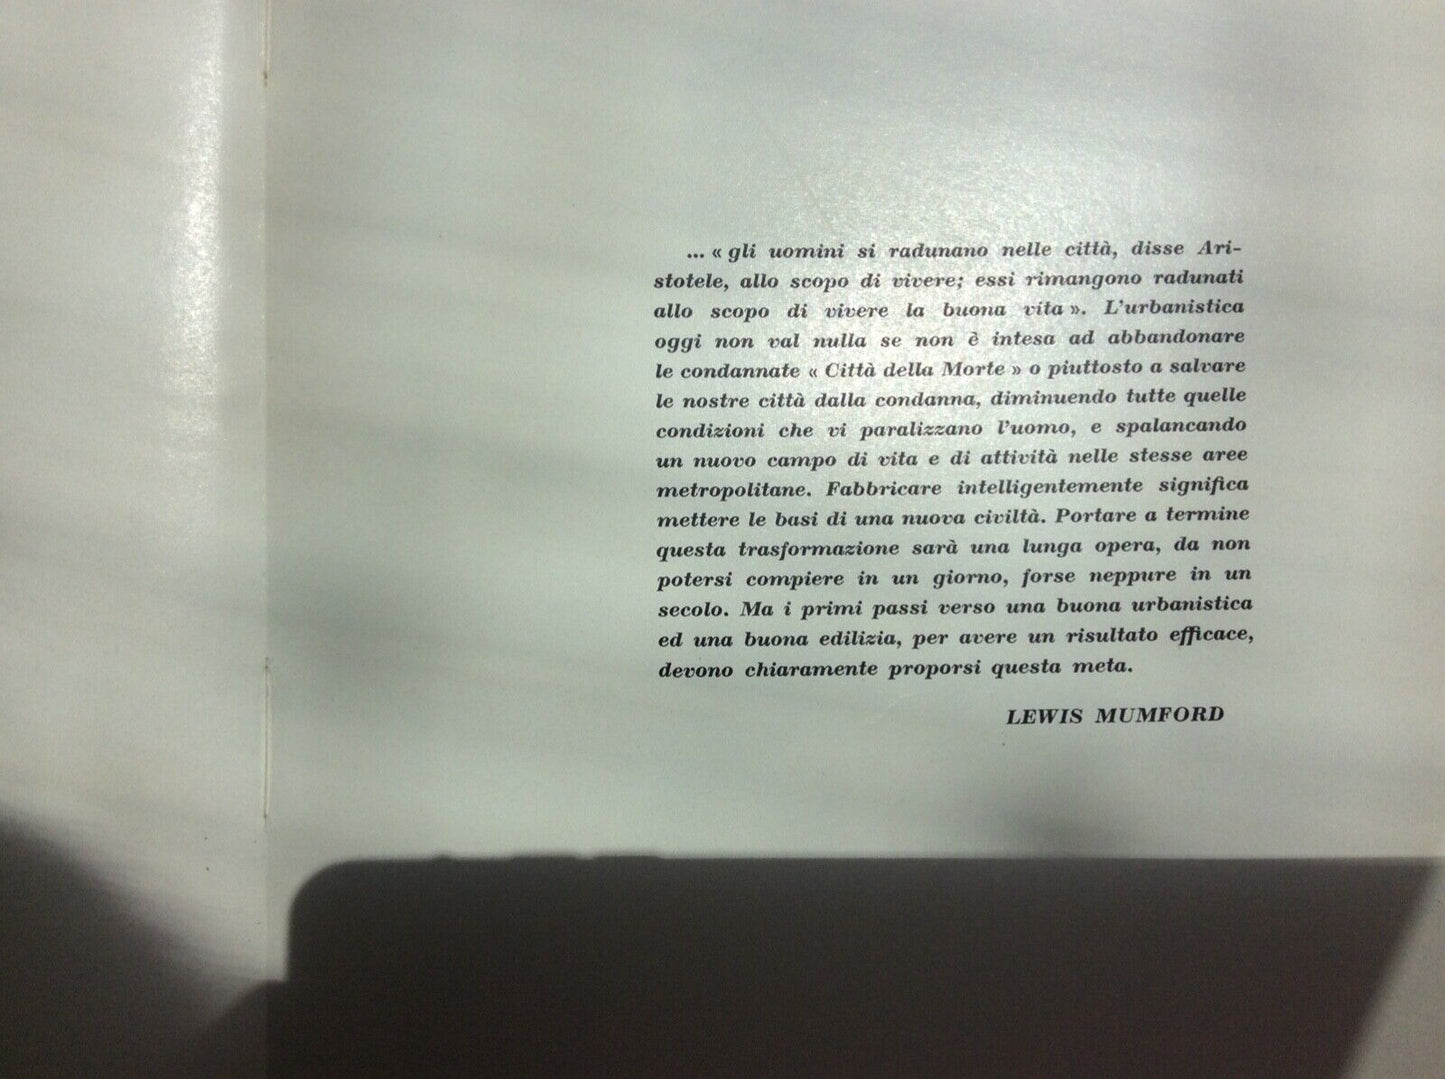 ... « gli uomini si radunano nelle città, disse Ari-
stotele, allo scopo di vivere; essi rimangono radunati
allo scopo di vivere la buona vita ». L'urbanistica
oggi non val nulla se non è intesa ad abbandonare
le condannate « Città della Morte » o piuttosto a salvare
le nostre città dalla condanna, diminuendo tutte quelle
condizioni che vi paralizzano l'uomo, e spalancando
un nuovo campo di vita e di attività nelle stesse aree
metropolitane. Fabbricare intelligentemente significa
mettere le basi di una nuova civiltà. Portare a termine
questa trasformazione sarà una lunga opera, da non
potersi compiere in un giorno, forse neppure in un
secolo. Ma i primi passi verso una buona urbanistica
ed una buona edilizia, per avere un risultato efficace,
devono chiaramente proporsi questa meta.
LEWIS MUMFORD